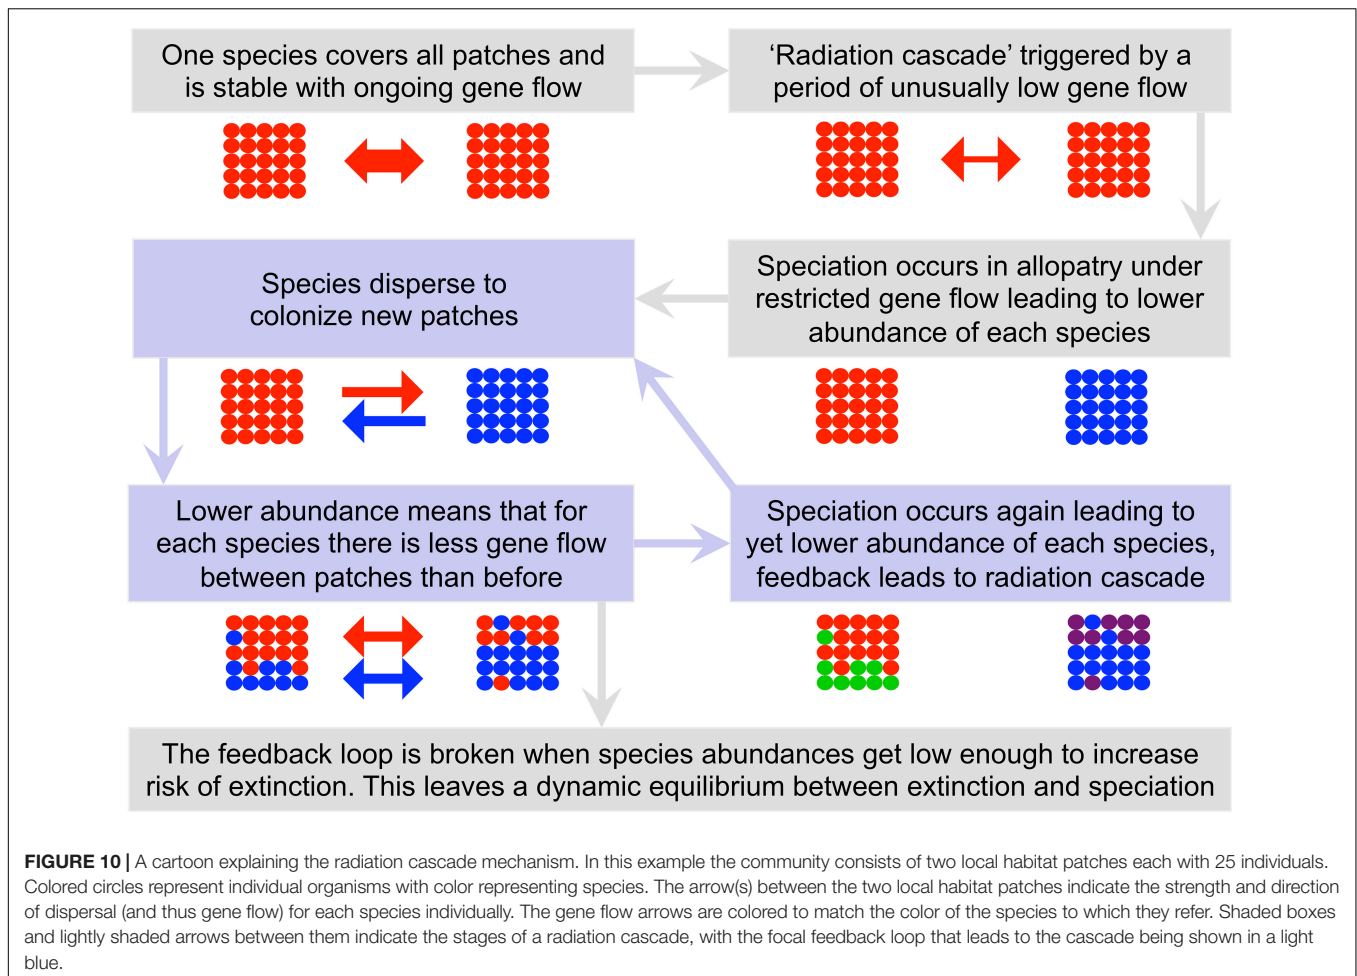 One species covers all patches and
is stable with ongoing gene flow
‘Radiation cascade’ triggered by a
period of unusually low gene flow
Speciation occurs in allopatry under
restricted gene flow leading to lower
abundance of each species
Species disperse to
colonize new patches
Lower abundance means that for
each species there is less gene flow
between patches than before
Speciation occurs again leading to
yet lower abundance of each species,
feedback leads to radiation cascade
The feedback loop is broken when species abundances get low enough to increase
risk of extinction. This leaves a dynamic equilibrium between extinction and speciation
FIGURE 10 | A cartoon explaining the radiation cascade mechanism. In this example the community consists of two local habitat patches each with 25 individuals.
Colored circles represent individual organisms with color representing species. The arrow(s) between the two local habitat patches indicate the strength and direction
of dispersal (and thus gene flow) for each species individually. The gene flow arrows are colored to match the color of the species to which they refer. Shaded boxes
and lightly shaded arrows between them indicate the stages of a radiation cascade, with the focal feedback loop that leads to the cascade being shown in a light
blue.